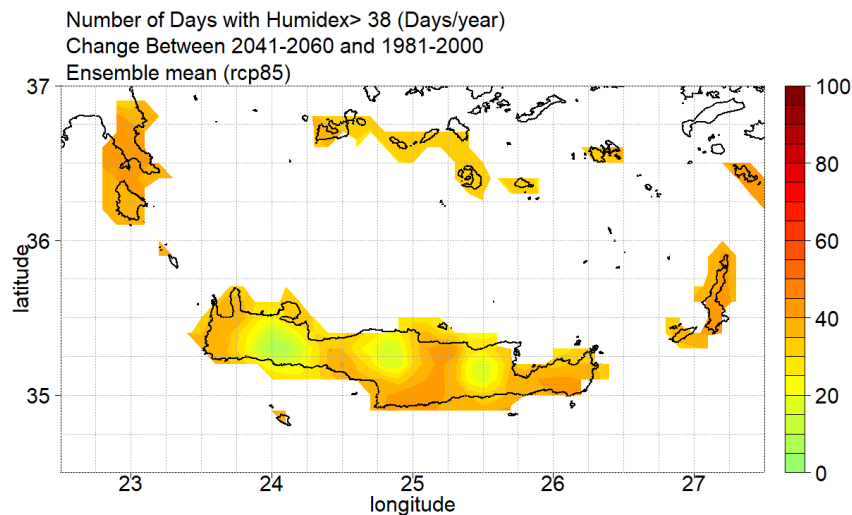 Number of Days with Humidex> 38 (Days/year)
Change Between 2041-2060 and 1981-2000
Ensemble mean (rcp85)
37
36
35
latitude
23
24
25
26
27
longitude
100
80
60
40
20
0